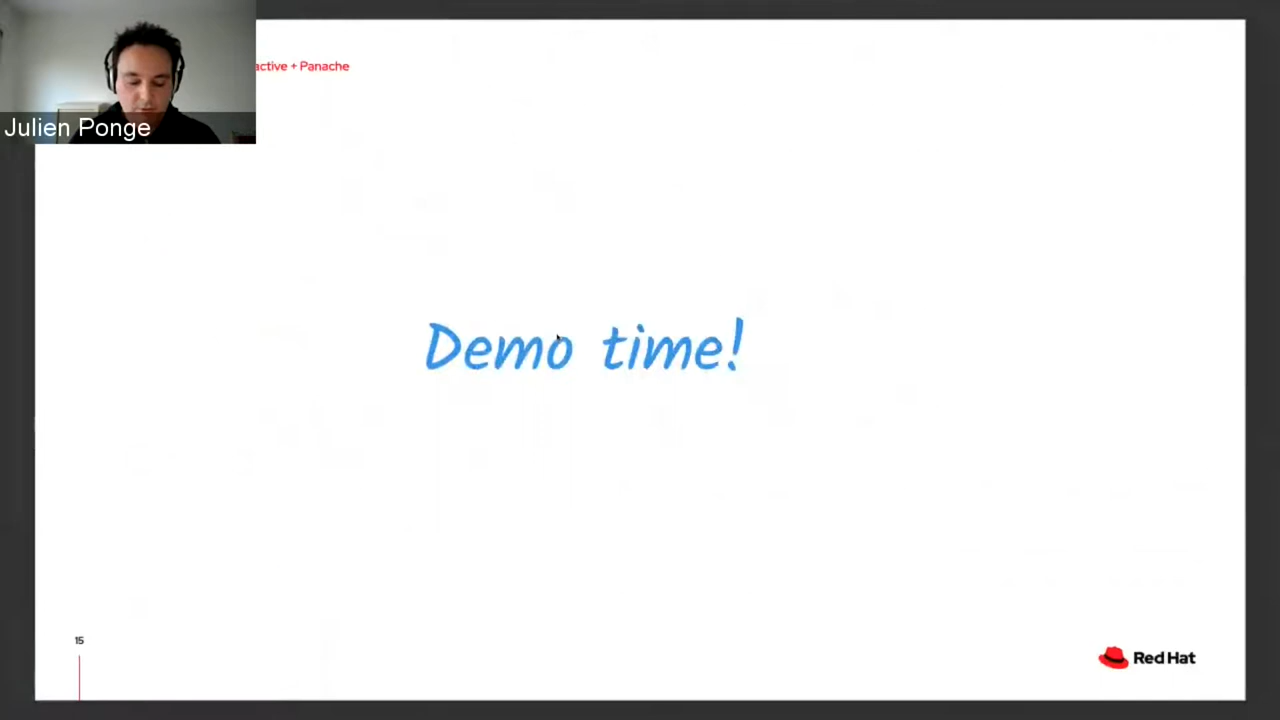 active + Panache
Julien Ponge
Demo time!
15
Red Hat